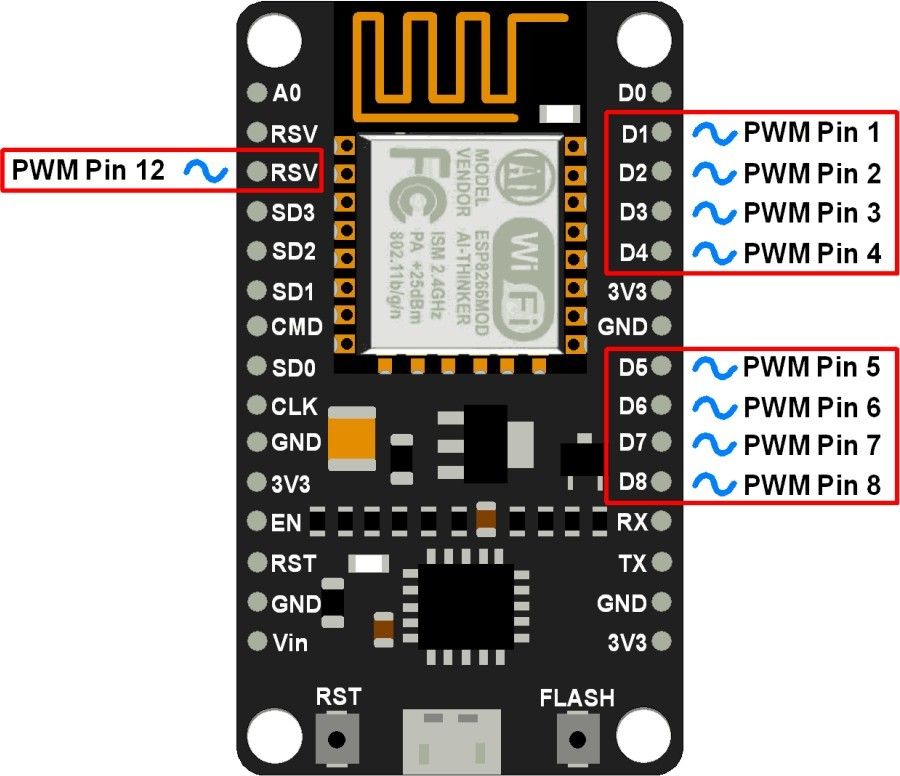 A0
RSV
PWM Pin 12 RSV
SD3
SD2
SD1
CMD
SD0
CLK
GND
3V3
EN
RST
GND
Vin
D0
D1 PWM Pin 1
D2 PWM Pin 2
D3 PWM Pin 3
D4 PWM Pin 4
3V3
GND
D5 PWM Pin 5
D6 PWM Pin 6
D7 PWM Pin 7
D8 PWM Pin 8
RX
TX
GND
3V3
MODEL ESP8266MOD
VENDOR AI-THINKER
ISM 2.4GHz
PA +25dBm
802.11b/g/n
FC
AI
Wi Fi
RST
FLASH